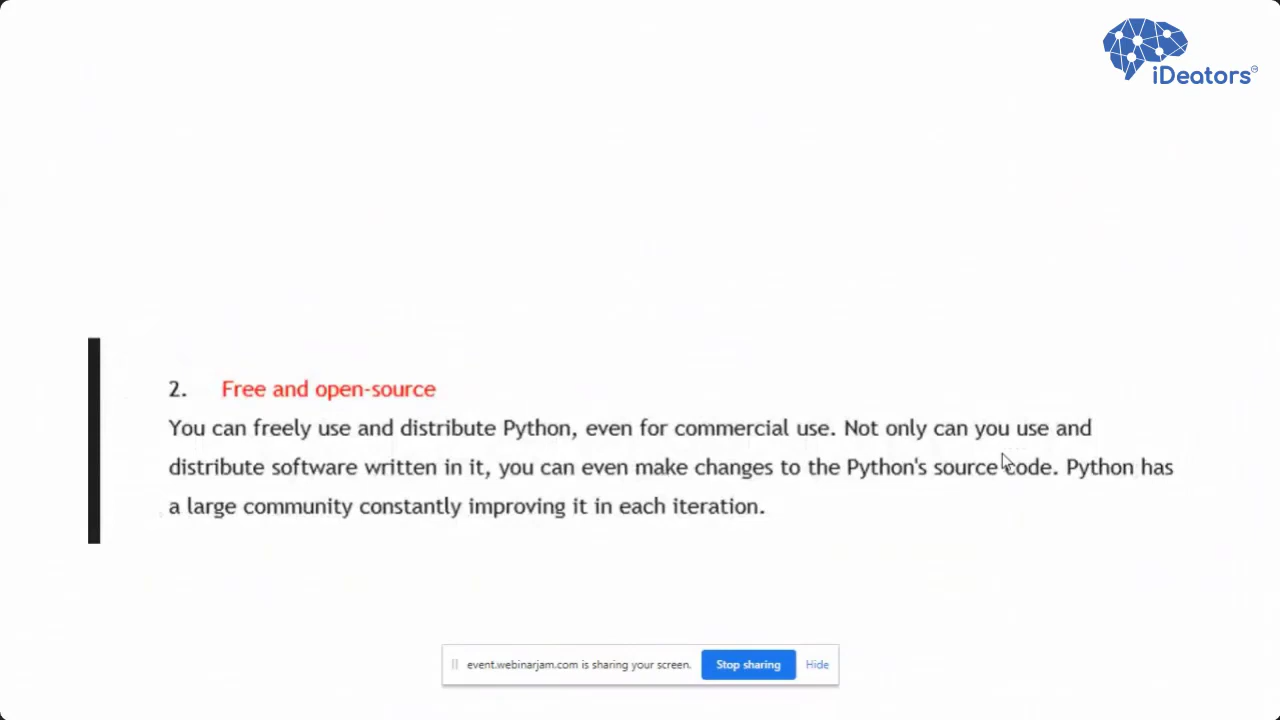 iDeators
2. Free and open-source
You can freely use and distribute Python, even for commercial use. Not only can you use and
distribute software written in it, you can even make changes to the Python's source code. Python has
a large community constantly improving it in each iteration.
event.webinarjam.com is sharing your screen. Stop sharing Hide